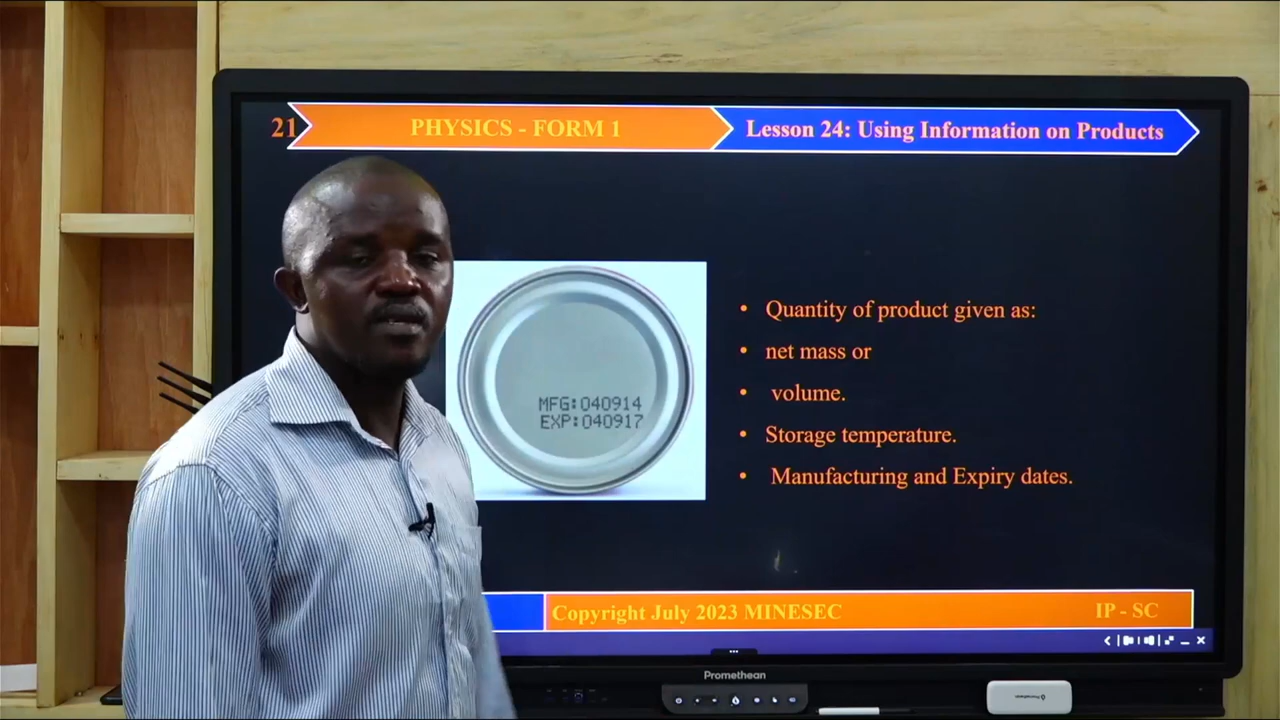 21
PHYSICS - FORM 1
Lesson 24: Using Information on Products
MFG:040914
EXP:040917
• Quantity of product given as:
• net mass or
• volume.
• Storage temperature.
• Manufacturing and Expiry dates.
Copyright July 2023 MINESEC
IP - SC
Promethean